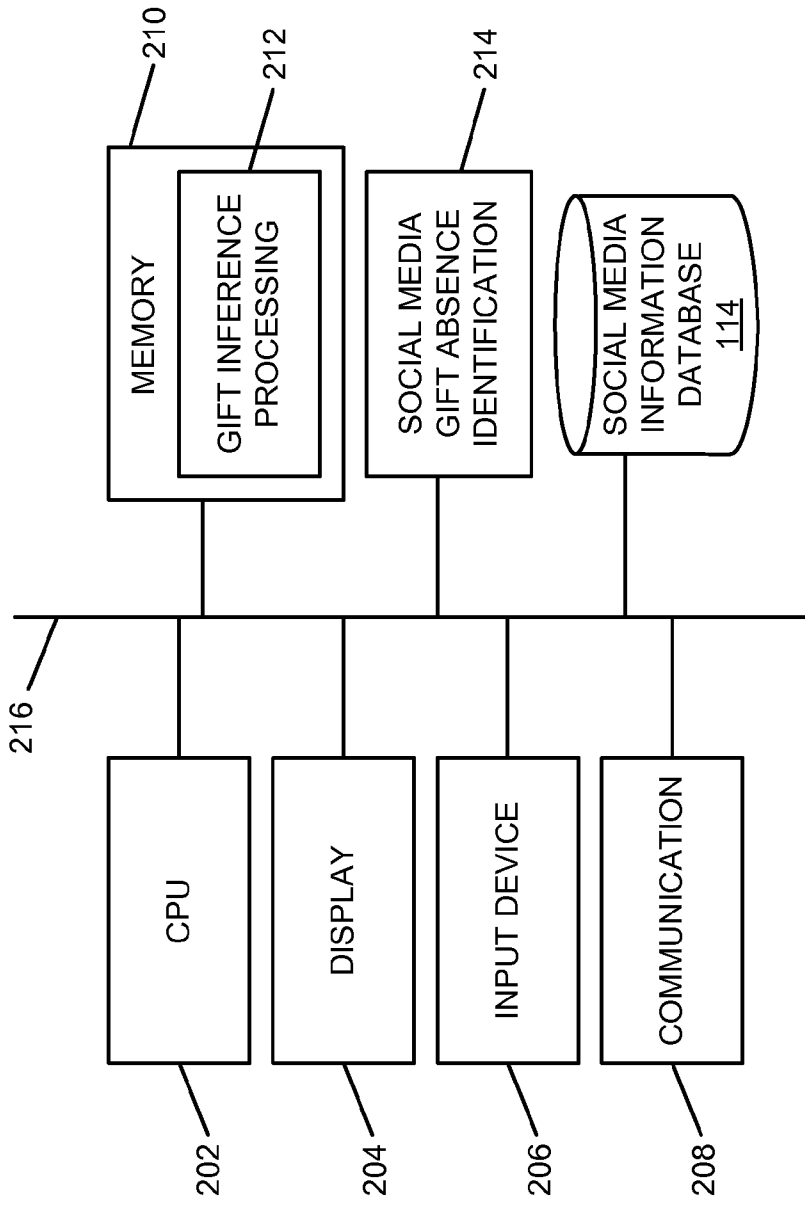 216
CPU
202
DISPLAY
204
INPUT DEVICE
206
COMMUNICATION
208
MEMORY
210
GIFT INFERENCE
PROCESSING
212
SOCIAL MEDIA
GIFT ABSENCE
IDENTIFICATION
214
SOCIAL MEDIA
INFORMATION
DATABASE
114